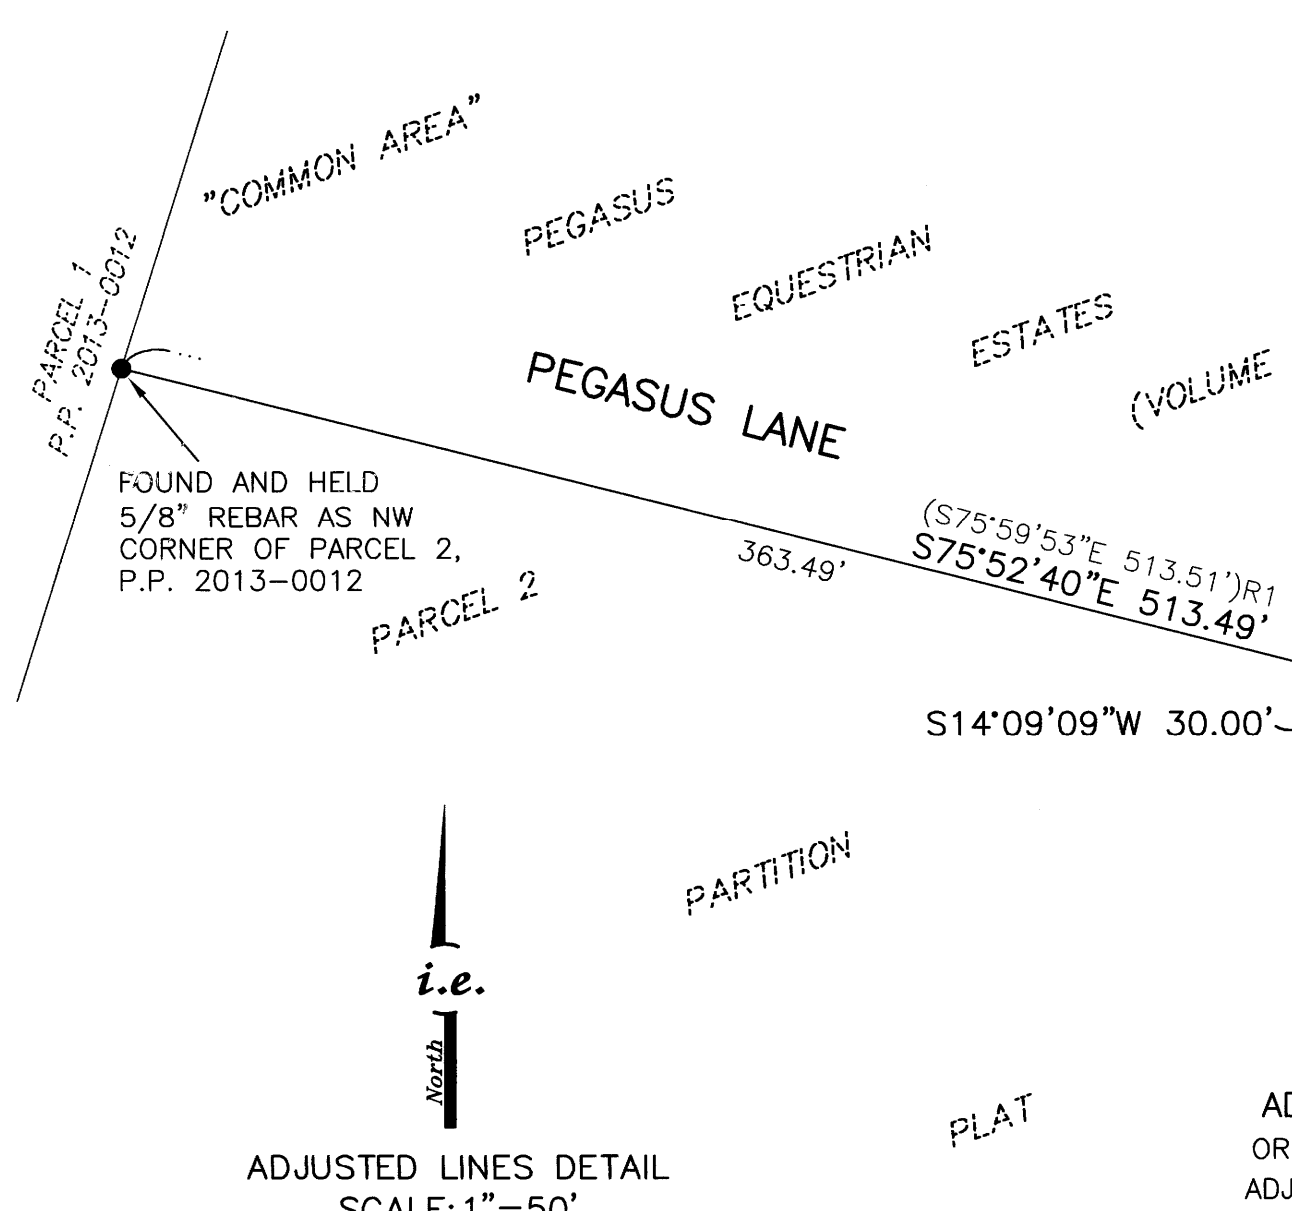 "COMMON AREA"
PEGASUS
EQUESTRIAN
ESTATES
(VOLUME
PARCEL 1
P.P. 2013-0012
...
PEGASUS LANE
FOUND AND HELD
5/8" REBAR AS NW
CORNER OF PARCEL 2,
P.P. 2013-0012
(S75°59'53"E 513.51')R1
S75°52'40"E 513.49'
363.49'
PARCEL 2
S14°09'09"W 30.00'
PARTITION
i.e.
North
PLAT
ADJUSTED LINES DETAIL
SCALE: 1"=50'
OR
ADJ